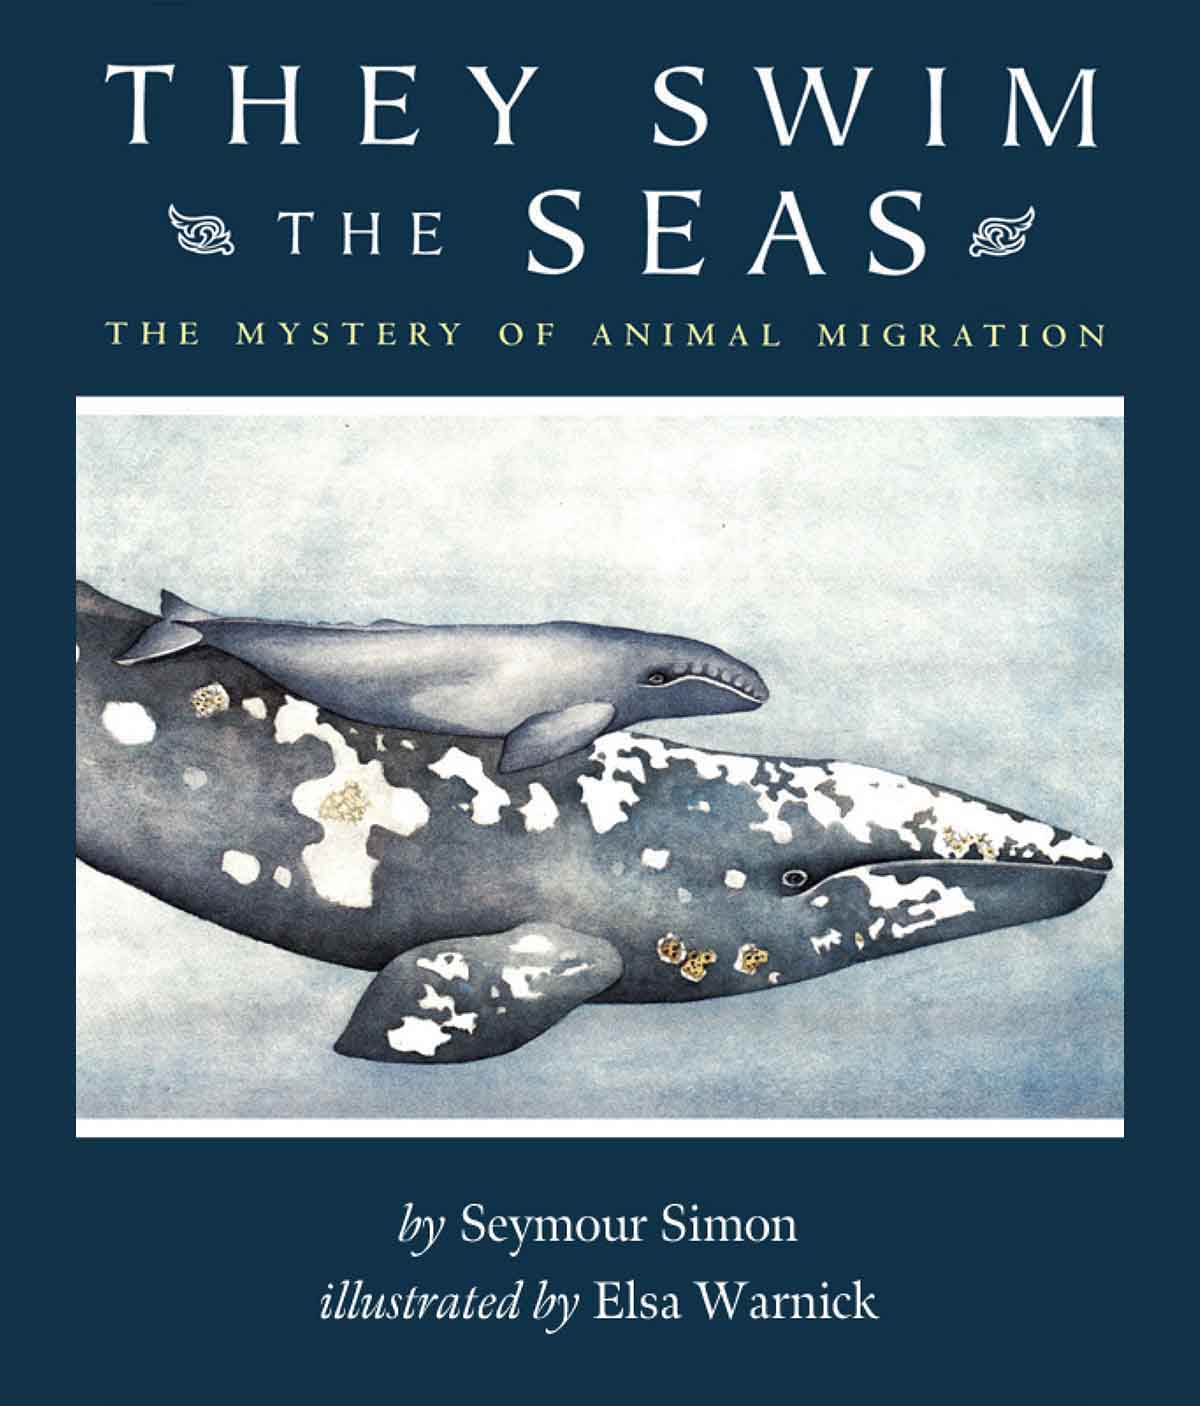 THEY SWIM
THE SEAS
THE MYSTERY OF ANIMAL MIGRATION
by Seymour Simon
illustrated by Elsa Warnick